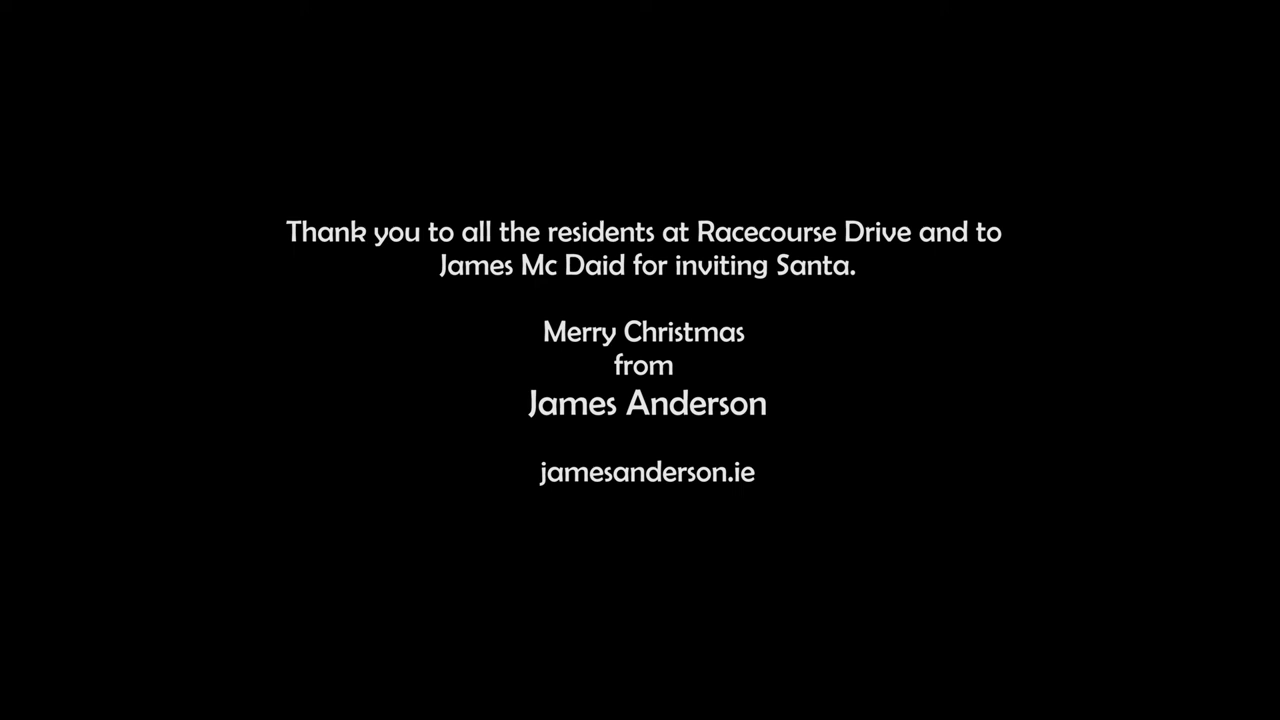 Thank you to all the residents at Racecourse Drive and to
James Mc Daid for inviting Santa.
Merry Christmas
from
James Anderson
jamesanderson.ie